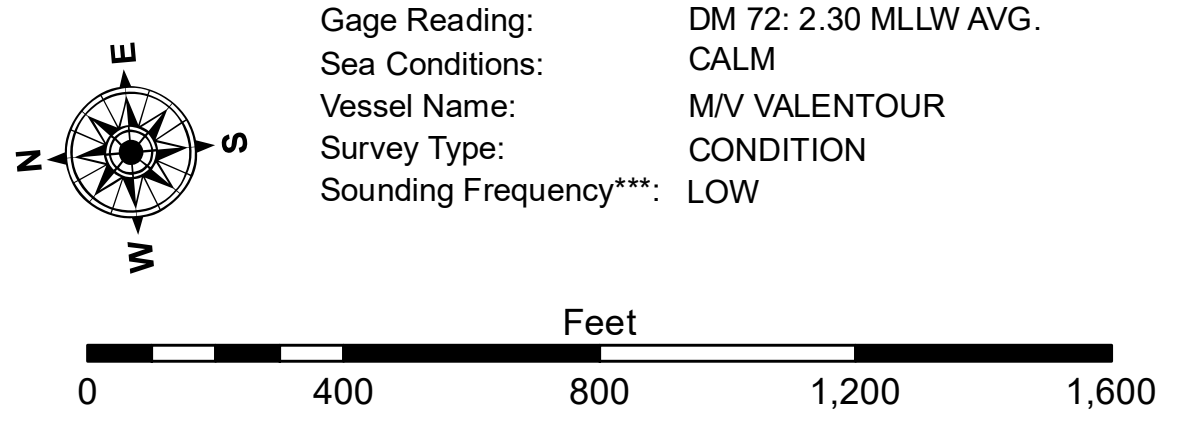 E
N
S
W
Gage Reading: DM 72: 2.30 MLLW AVG.
Sea Conditions: CALM
Vessel Name: M/V VALENTOUR
Survey Type: CONDITION
Sounding Frequency***: LOW
Feet
0 400 800 1,200 1,600